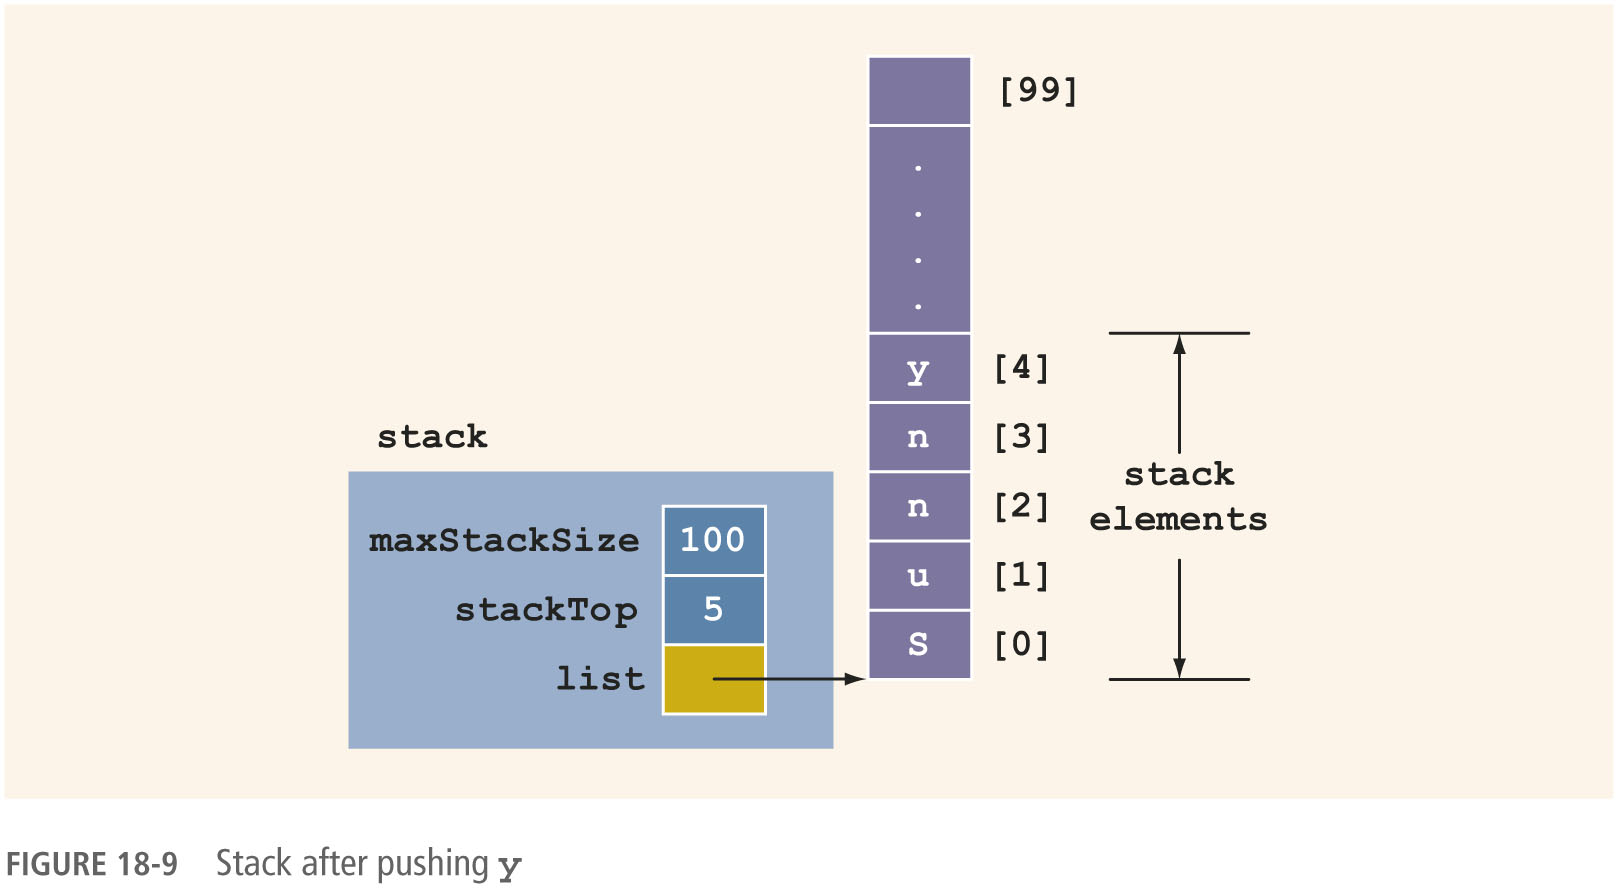 [99]
.
.
.
.
y [4]
n [3]
n [2]
u [1]
S [0]
stack
elements
stack
maxStackSize 100
stackTop 5
list
FIGURE 18-9 Stack after pushing y